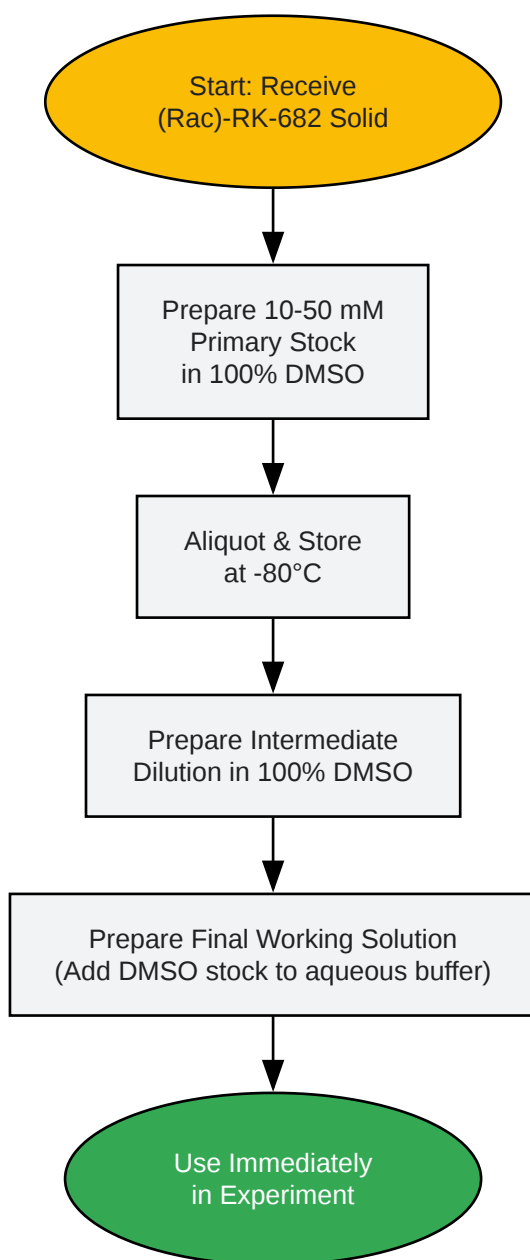 Start: Receive
(Rac)-RK-682 Solid
Prepare 10-50 mM
Primary Stock
in 100% DMSO
Aliquot & Store
at -80°C
Prepare Intermediate
Dilution in 100% DMSO
Prepare Final Working Solution
(Add DMSO stock to aqueous buffer)
Use Immediately
in Experiment